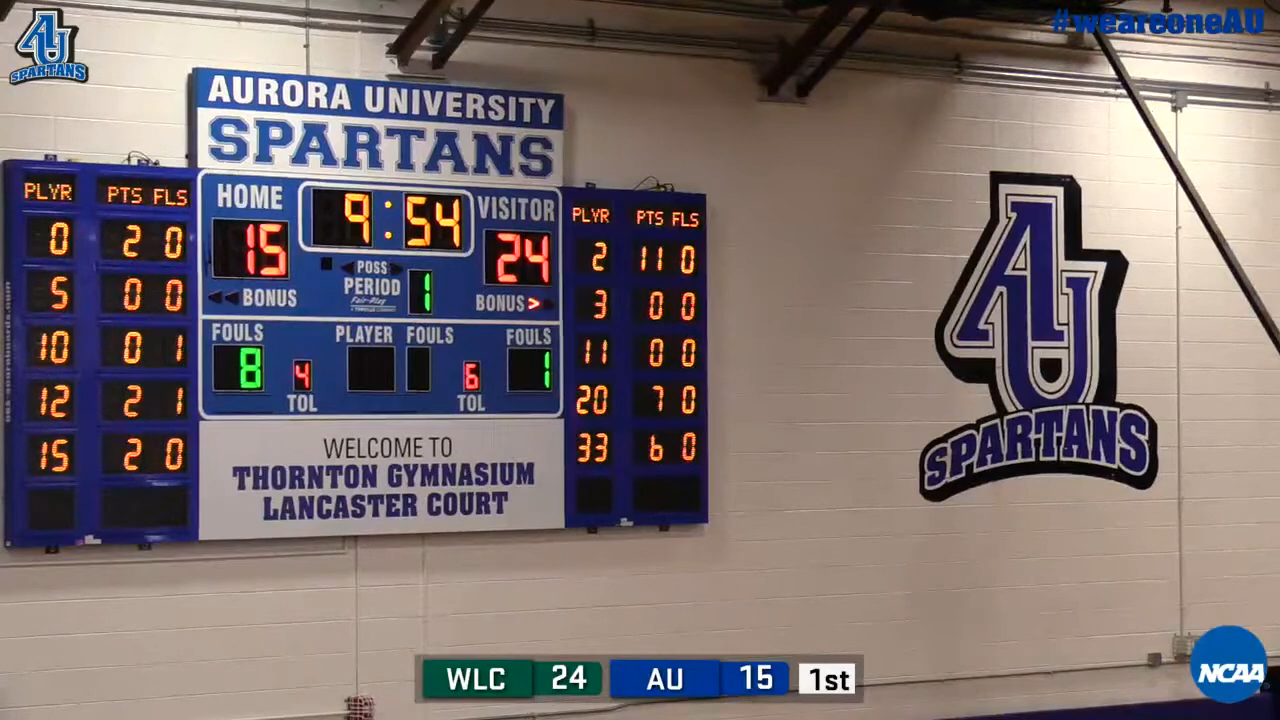 AU
SPARTANS
#weareoneAU
AURORA UNIVERSITY
SPARTANS
PLYR PTS FLS
0 2 0
5 0 0
10 0 1
12 2 1
15 2 0
HOME 9:54 VISITOR
15 24
POSS
PERIOD 1
Fair-Play
BONUS BONUS >
FOULS PLAYER FOULS FOULS
8 4 6 1
TOL TOL
WELCOME TO
THORNTON GYMNASIUM
LANCASTER COURT
PLYR PTS FLS
2 11 0
3 0 0
11 0 0
20 7 0
33 6 0
AU
SPARTANS
WLC 24 AU 15 1st
NCAA